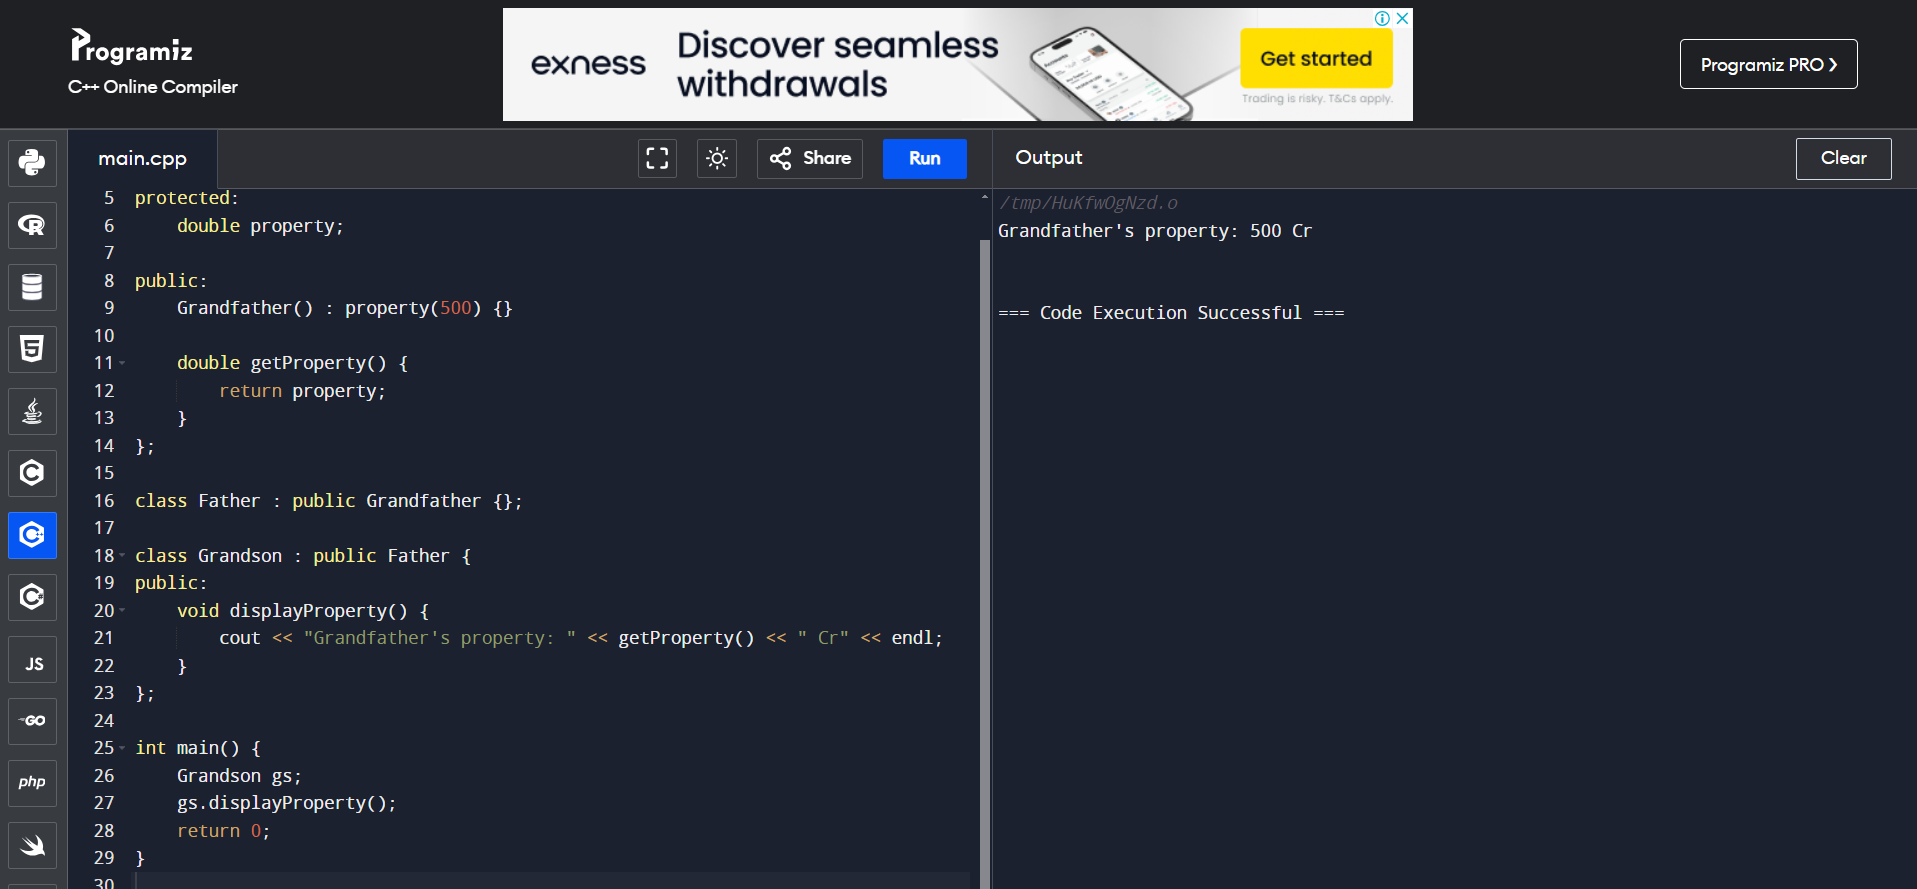 Programiz
C++ Online Compiler
exness
Discover seamless
withdrawals
Get started
Trading is risky. T&Cs apply.
Programiz PRO ❯
main.cpp
Share
Run
Output
Clear
5 protected:
6     double property;
7
8 public:
9     Grandfather() : property(500) {}
10
11     double getProperty() {
12         return property;
13     }
14 };
15
16 class Father : public Grandfather {};
17
18 class Grandson : public Father {
19 public:
20     void displayProperty() {
21         cout << "Grandfather's property: " << getProperty() << " Cr" << endl;
22     }
23 };
24
25 int main() {
26     Grandson gs;
27     gs.displayProperty();
28     return 0;
29 }
30
/tmp/HuKfwOgNzd.o
Grandfather's property: 500 Cr
=== Code Execution Successful ===
R
5
C
C+
C
JS
GO
php